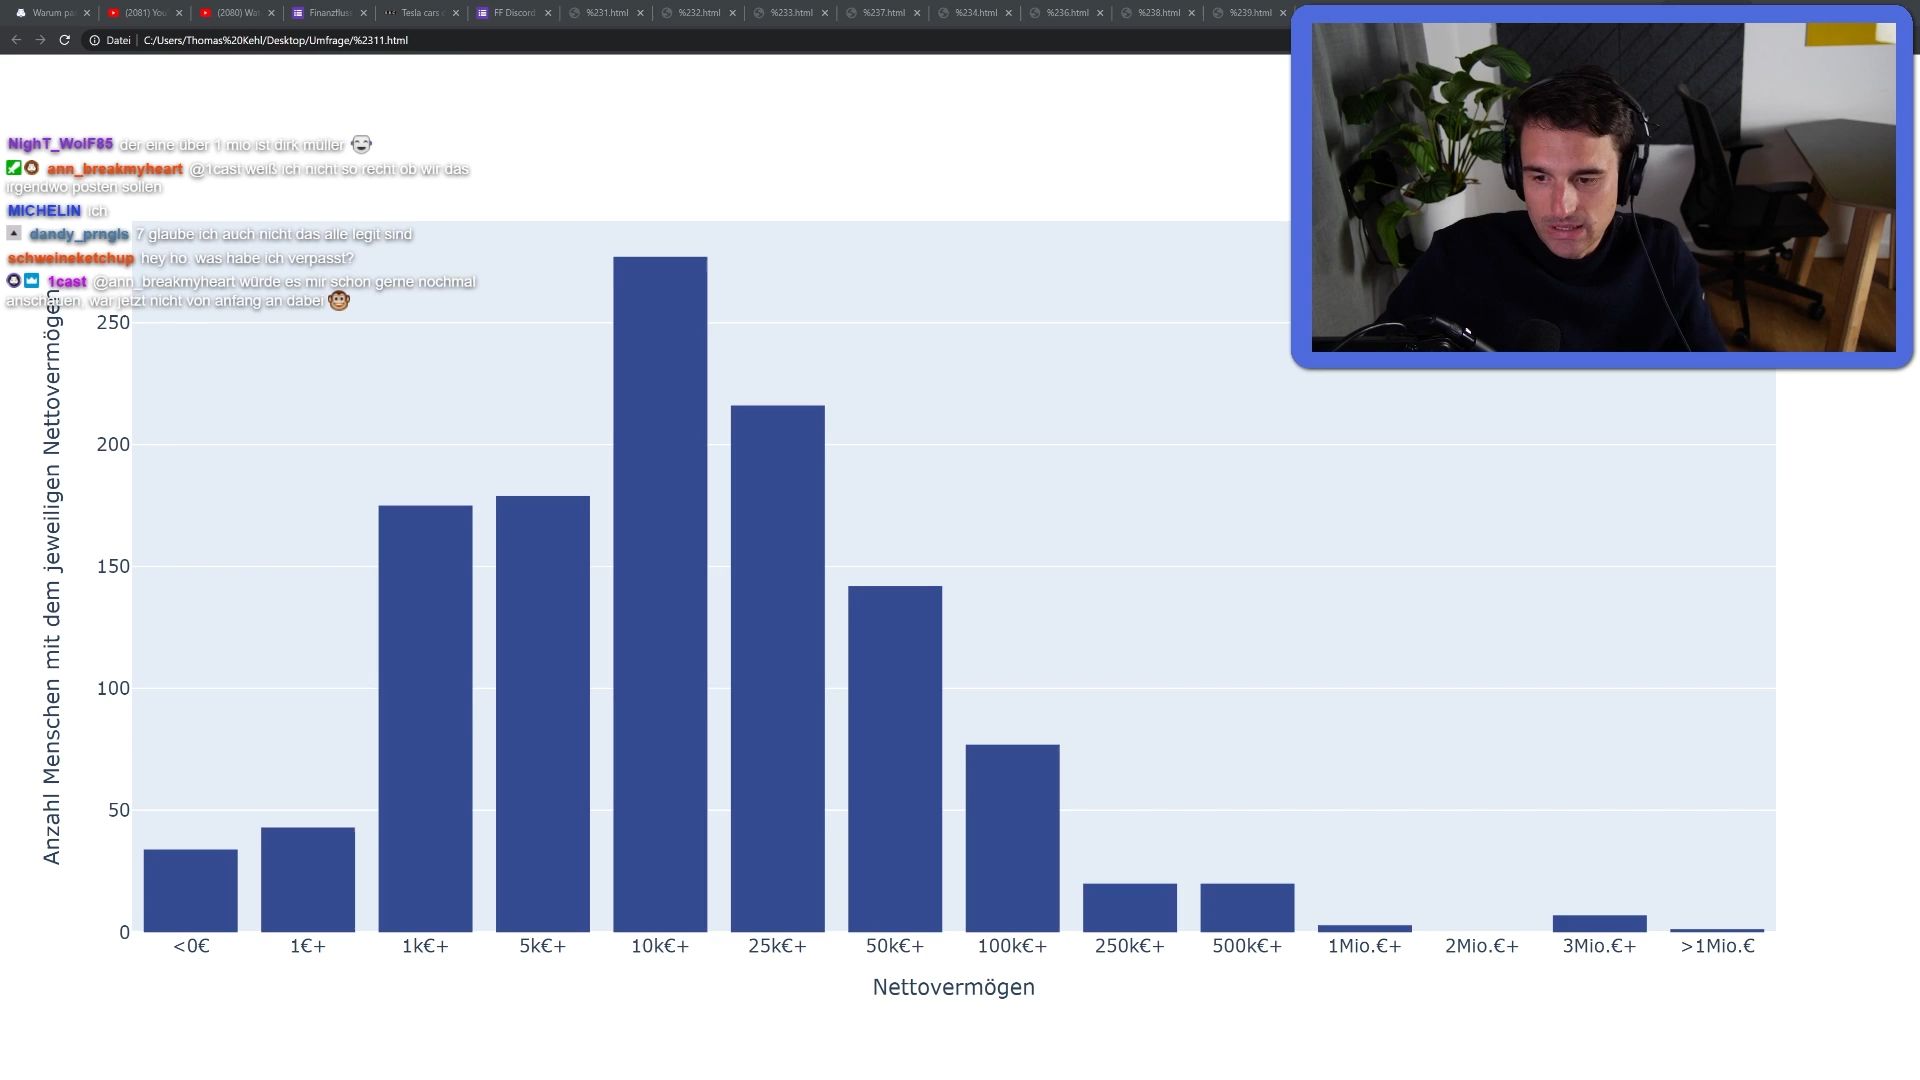 Warum pa
(2081) You
(2080) Wat
Finanzfluss
Tesla cars
FF Discord
%231.html
%232.html
%233.html
%237.html
%234.html
%236.html
%238.html
%239.html
Datei C:/Users/Thomas%20Kehl/Desktop/Umfrage/%2311.html
NighT_WolF85 der eine über 1 mio ist dirk müller
ann_breakmyheart @1cast weiß ich nicht so recht ob wir das
irgendwo posten sollen
MICHELIN ich
dandy_prngls 7 glaube ich auch nicht das alle legit sind
schweineketchup hey ho. was habe ich verpasst?
1cast @ann_breakmyheart würde es mir schon gerne nochmal
anschauen, war jetzt nicht von anfang an dabei
Anzahl Menschen mit dem jeweiligen Nettovermögen
250
200
150
100
50
0
<0€ 1€+ 1k€+ 5k€+ 10k€+ 25k€+ 50k€+ 100k€+ 250k€+ 500k€+ 1Mio.€+ 2Mio.€+ 3Mio.€+ >1Mio.€
Nettovermögen